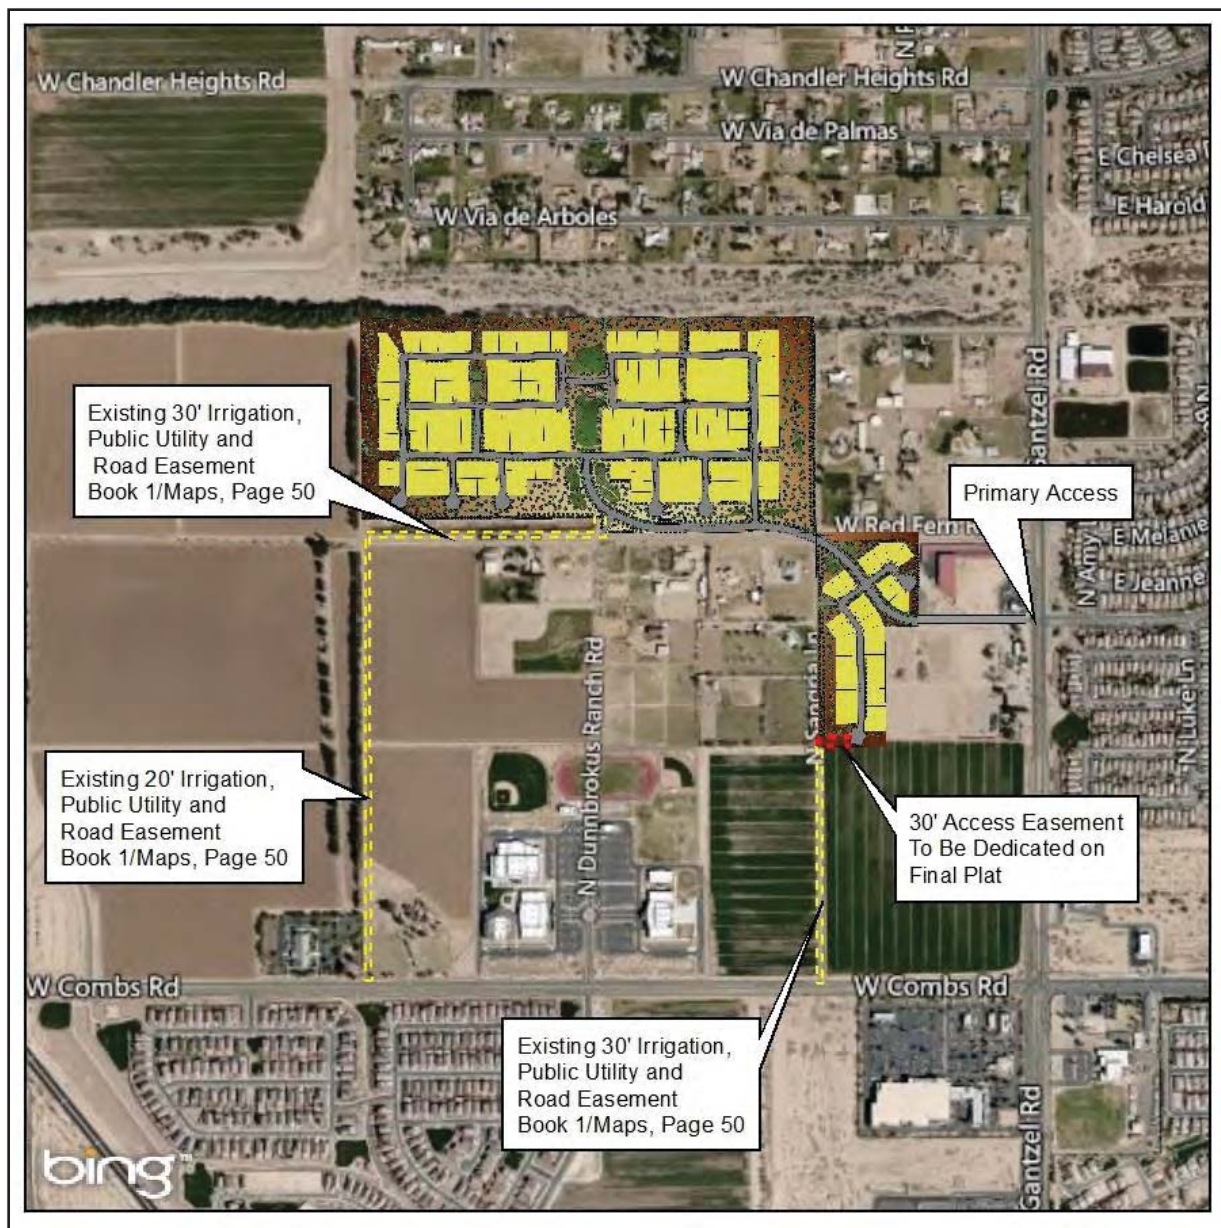 W Chandler Heights Rd
W Chandler Heights Rd
W Via de Palmas
E Chelsea
E Harold
W Via de Arboles
Gantzel Rd
Existing 30' Irrigation,
Public Utility and
Road Easement
Book 1/Maps, Page 50
Primary Access
W Red Fern
E Melanie
N Amy
E Jeanne
N Dunnbrokus Ranch Rd
N Luke Ln
Existing 20' Irrigation,
Public Utility and
Road Easement
Book 1/Maps, Page 50
30' Access Easement
To Be Dedicated on
Final Plat
W Combs Rd
W Combs Rd
Existing 30' Irrigation,
Public Utility and
Road Easement
Book 1/Maps, Page 50
Gantzel Rd
bing™